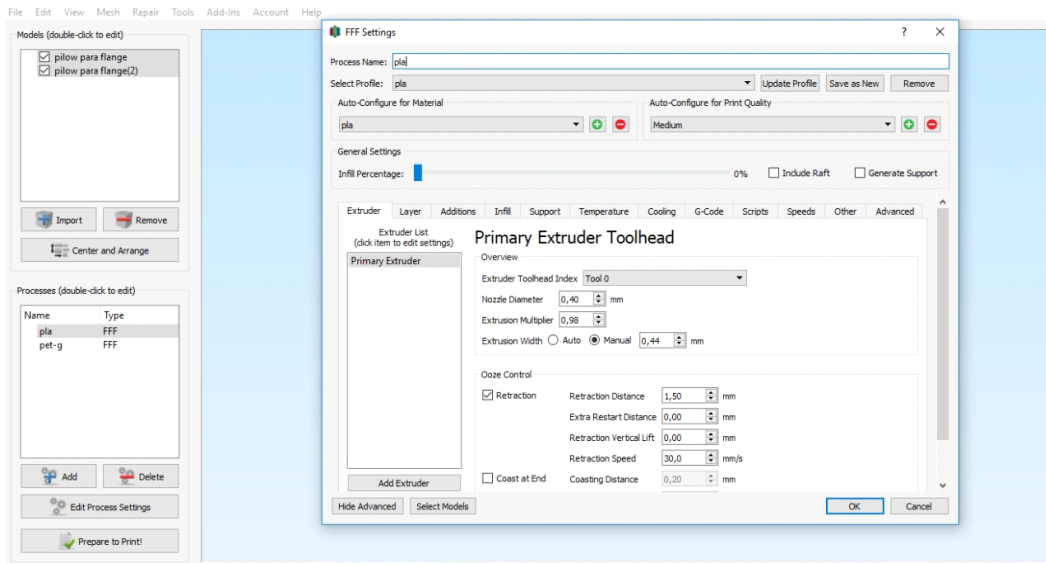 File Edit View Mesh Repair Tools Add-Ins Account Help
Models (double-click to edit)
pilow para flange
pilow para flange(2)
Import Remove
Center and Arrange
Processes (double-click to edit)
Name Type
pla FFF
pet-g FFF
Add Delete
Edit Process Settings
Prepare to Print!
FFF Settings ? ×
Process Name: pla
Select Profile: pla Update Profile Save as New Remove
Auto-Configure for Material Auto-Configure for Print Quality
pla Medium
General Settings
Infill Percentage: 0% Include Raft Generate Support
Extruder Layer Additions Infill Support Temperature Cooling G-Code Scripts Speeds Other Advanced
Extruder List
(click item to edit settings)
Primary Extruder
Add Extruder
Primary Extruder Toolhead
Overview
Extruder Toolhead Index Tool 0
Nozzle Diameter 0,40 mm
Extrusion Multiplier 0,98
Extrusion Width Auto Manual 0,44 mm
Ooze Control
Retraction Retraction Distance 1,50 mm
Extra Restart Distance 0,00 mm
Retraction Vertical Lift 0,00 mm
Retraction Speed 30,0 mm/s
Coast at End Coasting Distance 0,20 mm
Hide Advanced Select Models OK Cancel